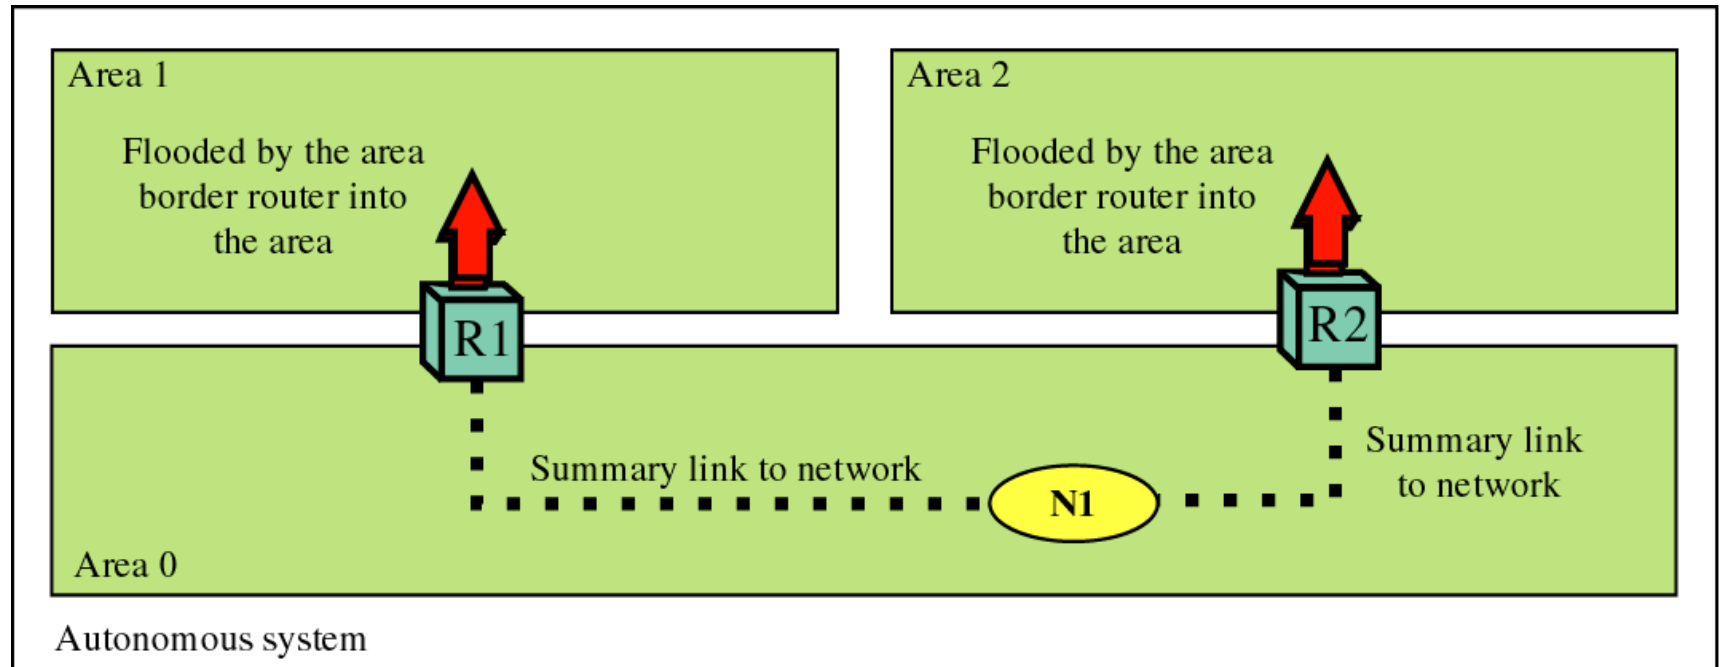 Area 1
Flooded by the area
border router into
the area
R1
Area 2
Flooded by the area
border router into
the area
R2
Summary link to network
N1
Summary link
to network
Area 0
Autonomous system